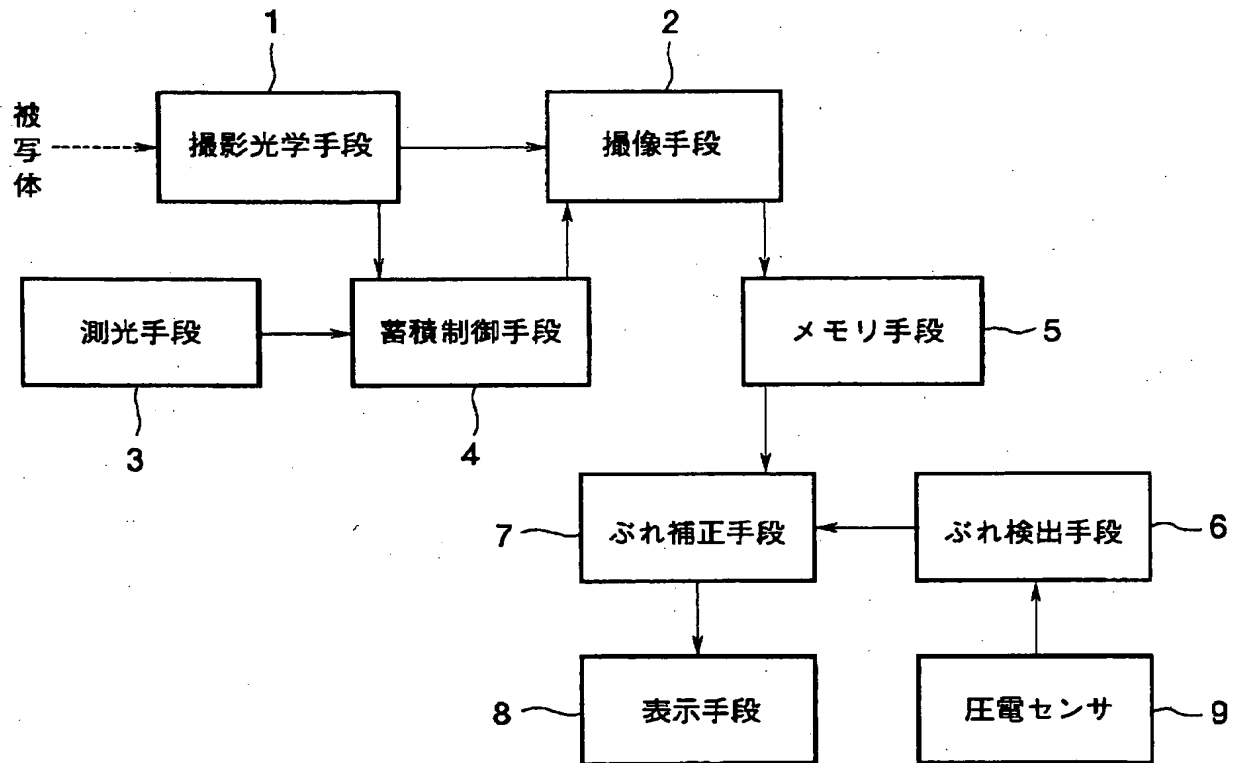 1
2
被写体
撮影光学手段
撮像手段
測光手段
蓄積制御手段
メモリ手段
5
3
4
7
ぶれ補正手段
ぶれ検出手段
6
8
表示手段
圧電センサ
9